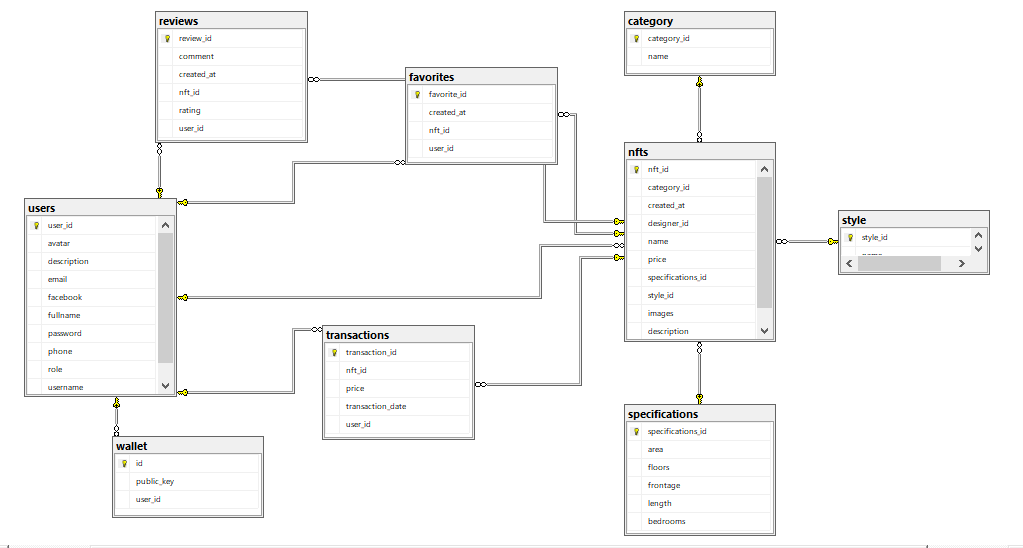 reviews
review_id
comment
created_at
nft_id
rating
user_id
category
category_id
name
favorites
favorite_id
created_at
nft_id
user_id
nfts
nft_id
category_id
created_at
designer_id
name
price
specifications_id
style_id
images
description
users
user_id
avatar
description
email
facebook
fullname
password
phone
role
username
style
style_id
transactions
transaction_id
nft_id
price
transaction_date
user_id
specifications
specifications_id
area
floors
frontage
length
bedrooms
wallet
id
public_key
user_id